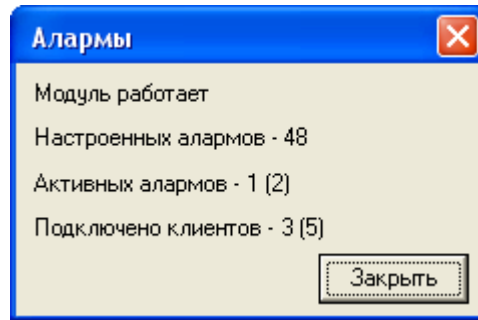 Алармы
Модуль работает
Настроенных алармов - 48
Активных алармов - 1 (2)
Подключено клиентов - 3 (5)
Закрыть